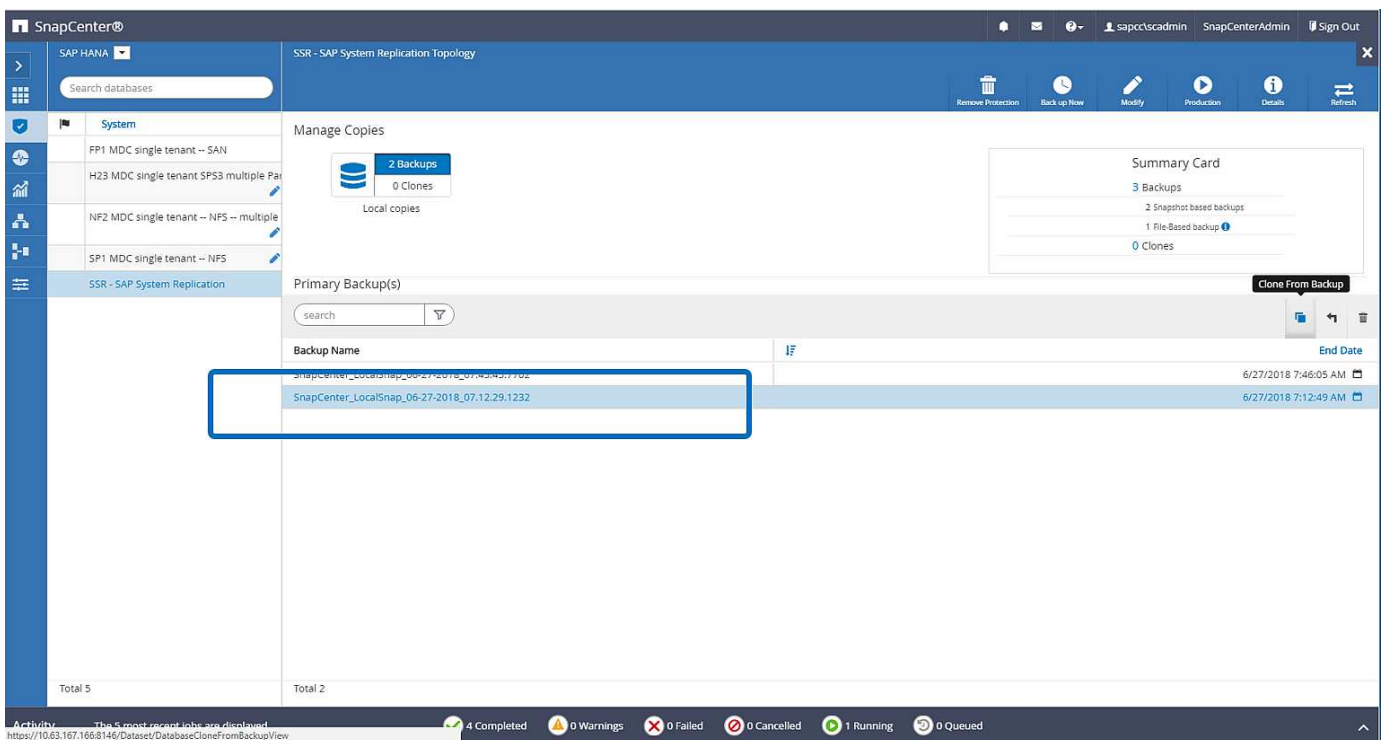 SnapCenter®
sapcc\scadmin SnapCenterAdmin Sign Out
SAP HANA
SSR - SAP System Replication Topology
Search databases
Remove Protection Back up Now Modify Production Details Refresh
System
FP1 MDC single tenant -- SAN
H23 MDC single tenant SPS3 multiple Par
NF2 MDC single tenant -- NFS -- multiple
SP1 MDC single tenant -- NFS
SSR - SAP System Replication
Manage Copies
2 Backups
0 Clones
Local copies
Summary Card
3 Backups
2 Snapshot based backups
1 File-Based backup
0 Clones
Primary Backup(s)
Clone From Backup
search
Backup Name End Date
SnapCenter_LocalSnap_06-27-2018_07.45.45.7762 6/27/2018 7:46:05 AM
SnapCenter_LocalSnap_06-27-2018_07.12.29.1232 6/27/2018 7:12:49 AM
Total 5
Total 2
Activity The 5 most recent jobs are displayed 4 Completed 0 Warnings 0 Failed 0 Cancelled 1 Running 0 Queued
https://10.63.167.166:8146/Dataset/DatabaseCloneFromBackupView